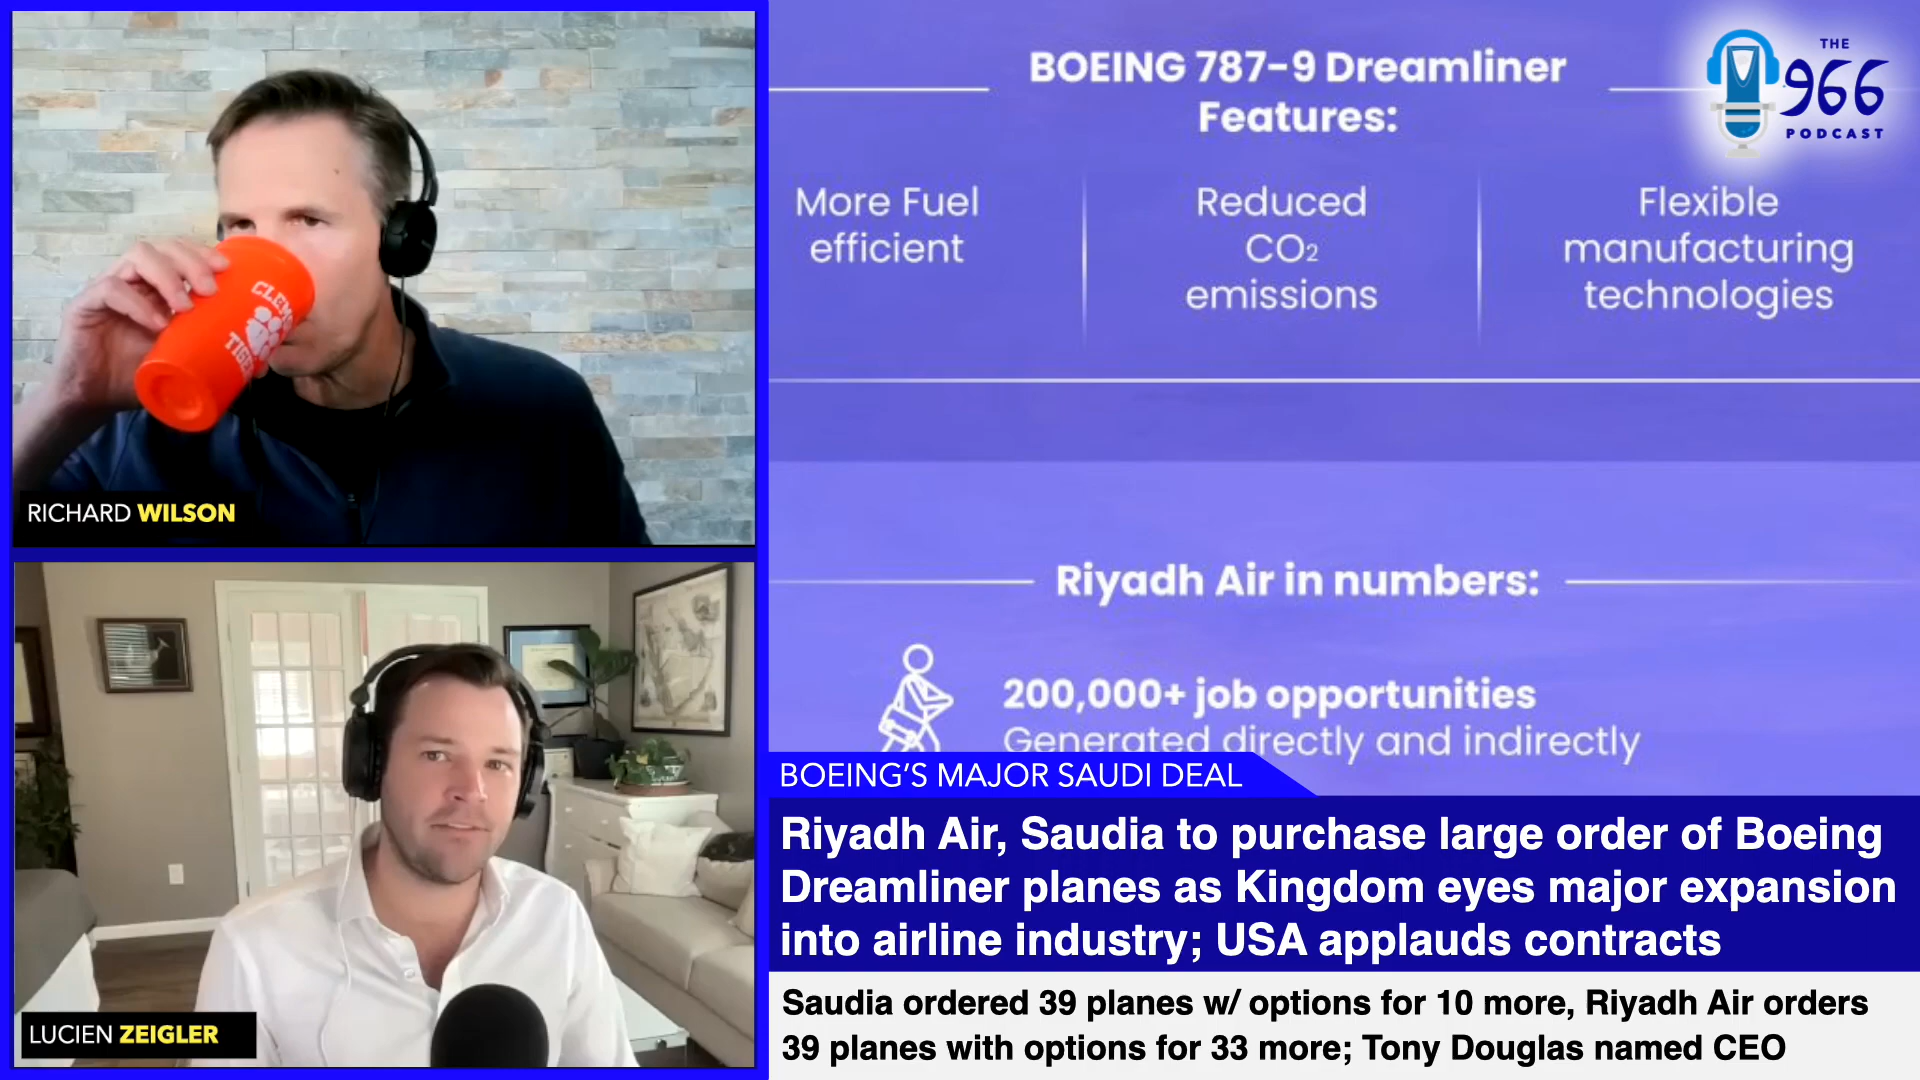 CLEMSON
TIGERS
RICHARD WILSON
LUCIEN ZEIGLER
BOEING 787-9 Dreamliner
Features:
THE
966
PODCAST
More Fuel
efficient
Reduced
CO₂
emissions
Flexible
manufacturing
technologies
Riyadh Air in numbers:
200,000+ job opportunities
Generated directly and indirectly
BOEING’S MAJOR SAUDI DEAL
Riyadh Air, Saudia to purchase large order of Boeing
Dreamliner planes as Kingdom eyes major expansion
into airline industry; USA applauds contracts
Saudia ordered 39 planes w/ options for 10 more, Riyadh Air orders
39 planes with options for 33 more; Tony Douglas named CEO